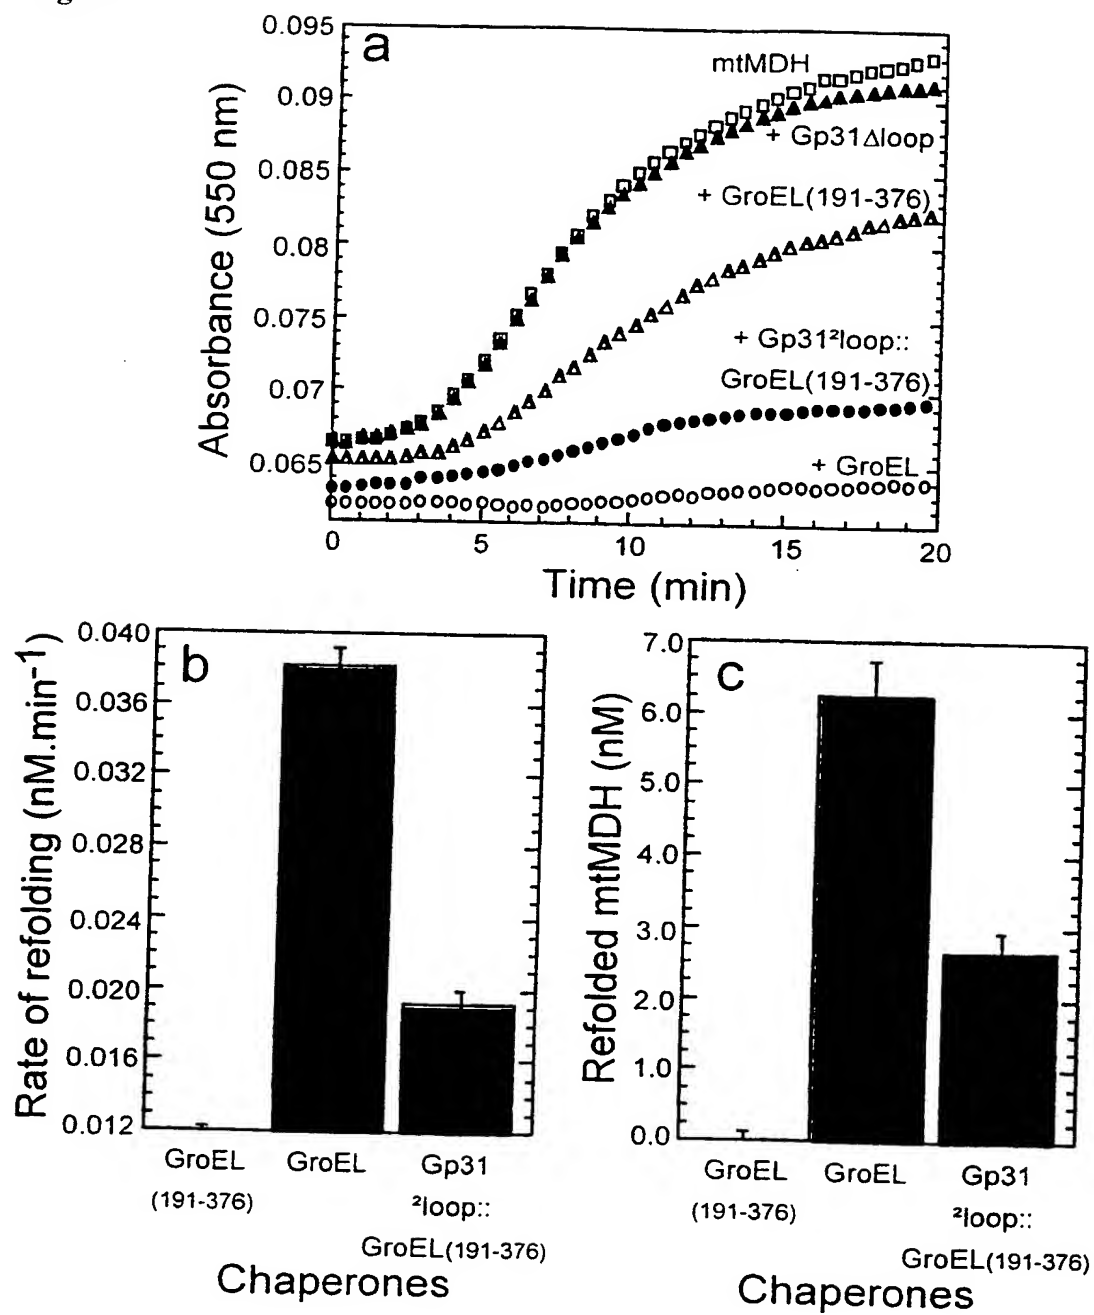 a
0.095
0.09
0.085
0.08
0.075
0.07
0.065
Absorbance (550 nm)
mtMDH
+ Gp31Δloop
+ GroEL(191-376)
+ Gp31²loop::
GroEL(191-376)
+ GroEL
0 5 10 15 20
Time (min)
b
0.040
0.036
0.032
0.028
0.024
0.020
0.016
0.012
Rate of refolding (nM.min⁻¹)
GroEL GroEL Gp31
(191-376) ²loop::
GroEL(191-376)
Chaperones
c
7.0
6.0
5.0
4.0
3.0
2.0
1.0
0.0
Refolded mtMDH (nM)
GroEL GroEL Gp31
(191-376) ²loop::
GroEL(191-376)
Chaperones